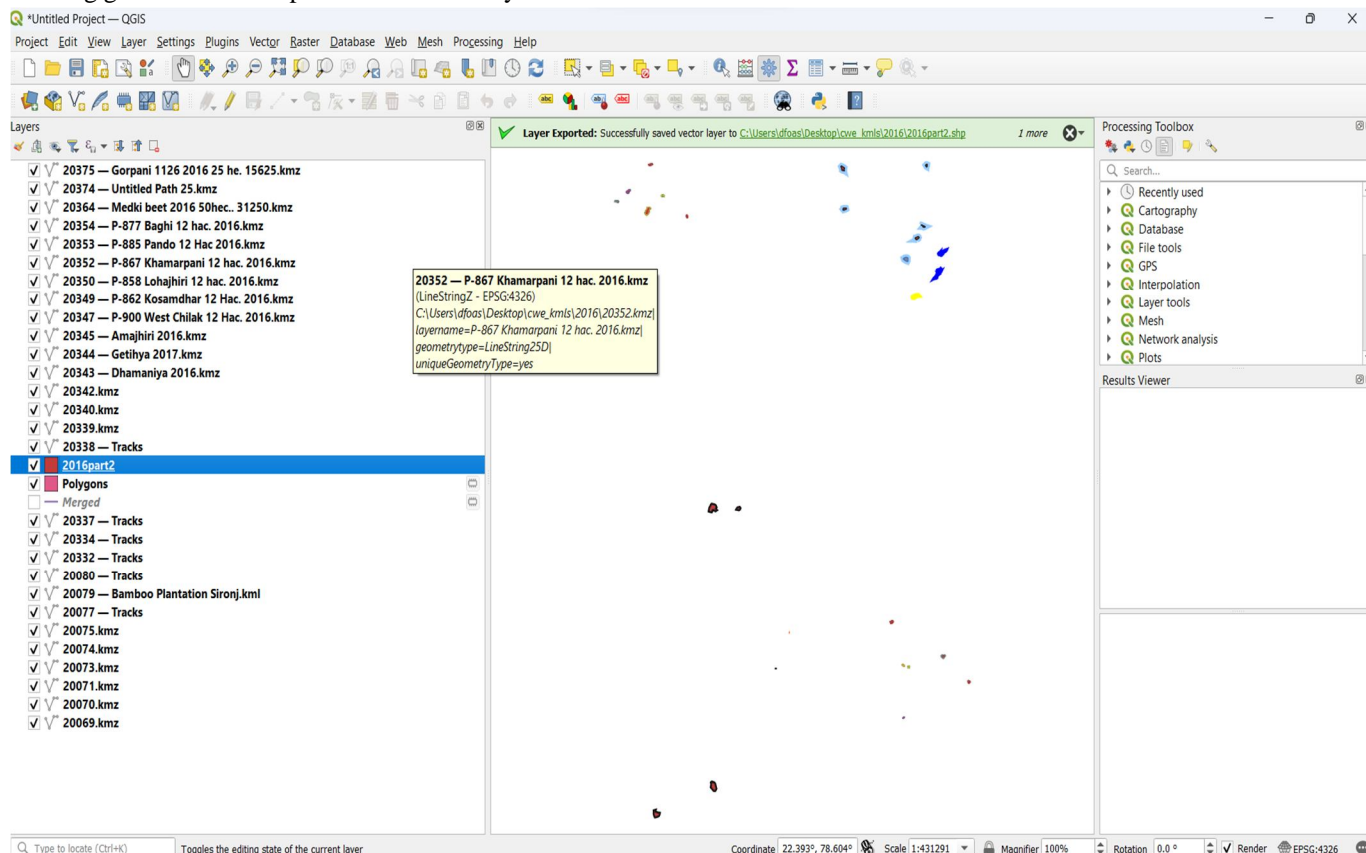 *Untitled Project — QGIS
Project Edit View Layer Settings Plugins Vector Raster Database Web Mesh Processing Help
Layers
20375 — Gorpani 1126 2016 25 he. 15625.kmz
20374 — Untitled Path 25.kmz
20364 — Medki beet 2016 50hec.. 31250.kmz
20354 — P-877 Baghi 12 hac. 2016.kmz
20353 — P-885 Pando 12 Hac 2016.kmz
20352 — P-867 Khamarpani 12 hac. 2016.kmz
20350 — P-858 Lohajhiri 12 hac. 2016.kmz
20349 — P-862 Kosamdhar 12 Hac. 2016.kmz
20347 — P-900 West Chilak 12 Hac. 2016.kmz
20345 — Amajhiri 2016.kmz
20344 — Getihya 2017.kmz
20343 — Dhamaniya 2016.kmz
20342.kmz
20340.kmz
20339.kmz
20338 — Tracks
2016part2
Polygons
Merged
20337 — Tracks
20334 — Tracks
20332 — Tracks
20080 — Tracks
20079 — Bamboo Plantation Sironj.kml
20077 — Tracks
20075.kmz
20074.kmz
20073.kmz
20071.kmz
20070.kmz
20069.kmz
Layer Exported: Successfully saved vector layer to C:\Users\dfoas\Desktop\cwe_kmls\2016\2016part2.shp 1 more
20352 — P-867 Khamarpani 12 hac. 2016.kmz
(LineStringZ - EPSG:4326)
C:\Users\dfoas\Desktop\cwe_kmls\2016\20352.kmz|
layername=P-867 Khamarpani 12 hac. 2016.kmz|
geometrytype=LineString25D|
uniqueGeometryType=yes
Processing Toolbox
Search...
Recently used
Cartography
Database
File tools
GPS
Interpolation
Layer tools
Mesh
Network analysis
Plots
Results Viewer
Type to locate (Ctrl+K) Toggles the editing state of the current layer Coordinate 22.393°, 78.604° Scale 1:431291 Magnifier 100% Rotation 0.0 ° Render EPSG:4326